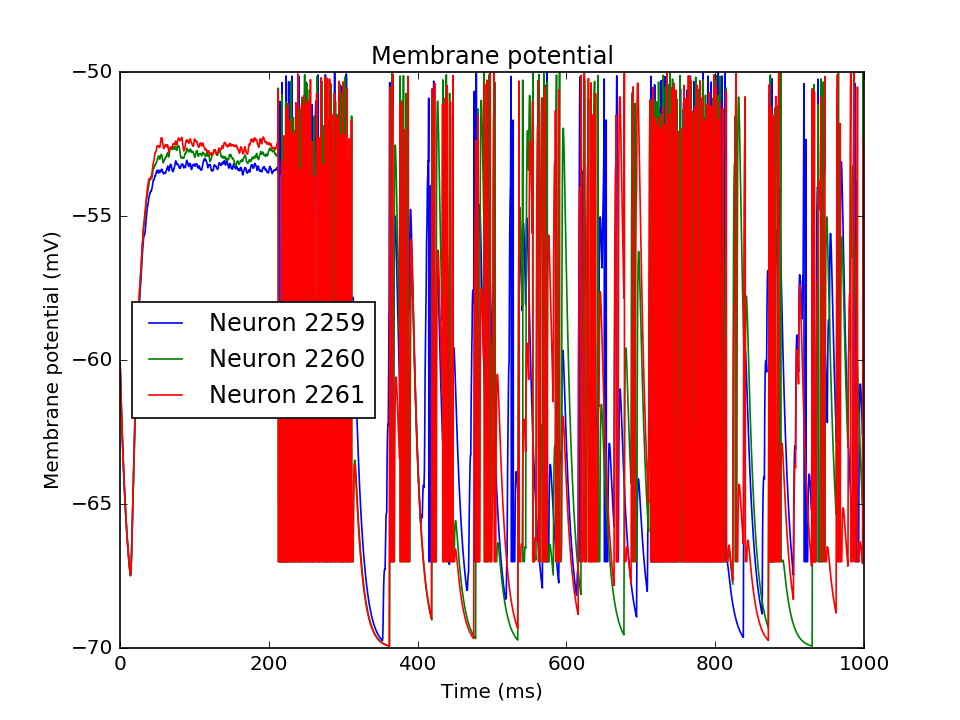 Membrane potential
−50
−55
−60
−65
−70
Membrane potential (mV)
Neuron 2259
Neuron 2260
Neuron 2261
0 200 400 600 800 1000
Time (ms)